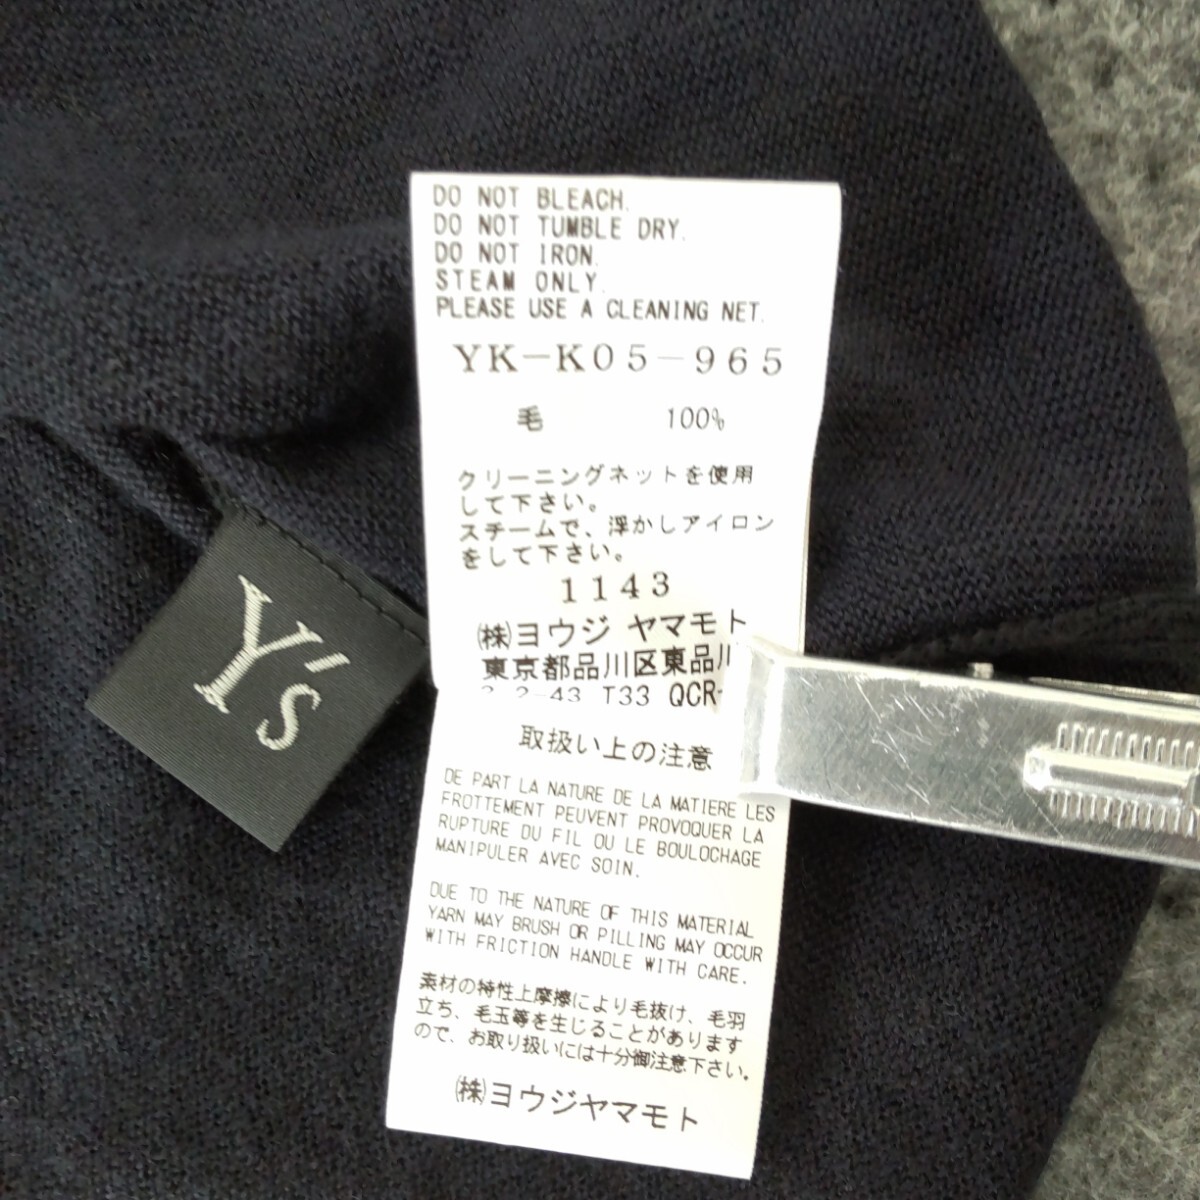 DO NOT BLEACH.
DO NOT TUMBLE DRY.
DO NOT IRON.
STEAM ONLY.
PLEASE USE A CLEANING NET.
YK-K05-965
毛 100%
クリーニングネットを使用
して下さい。
スチームで、浮かしアイロン
をして下さい。
1143
㈱ヨウジ ヤマモト
東京都品川区東品川
2-43 T33 QCR-
Y's
取扱い上の注意
DE PART LA NATURE DE LA MATIERE LES
FROTTEMENT PEUVENT PROVOQUER LA
RUPTURE DU FIL OU LE BOULOCHAGE
MANIPULER AVEC SOIN.
DUE TO THE NATURE OF THIS MATERIAL
YARN MAY BRUSH OR PILLING MAY OCCUR
WITH FRICTION HANDLE WITH CARE.
素材の特性上摩擦により毛抜け、毛羽
立ち、毛玉等を生じることがあります
ので、お取り扱いには十分御注意下さい。
㈱ヨウジヤマモト